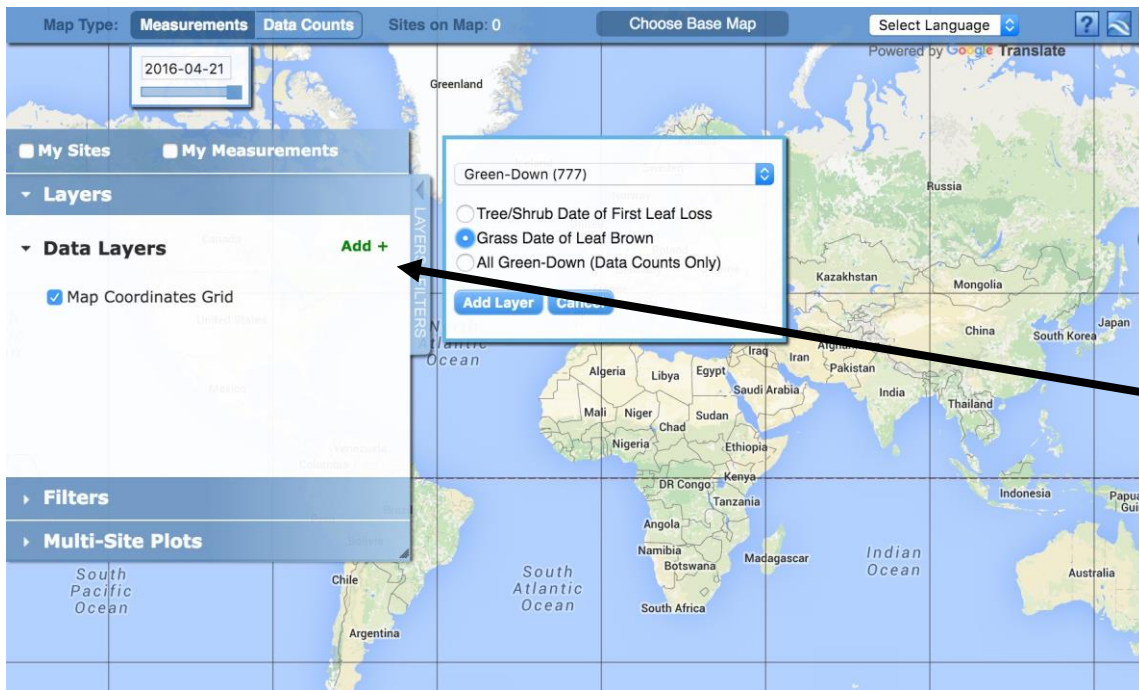 Map Type: Measurements Data Counts Sites on Map: 0 Choose Base Map Select Language ?
Powered by Google Translate
2016-04-21
Greenland
My Sites My Measurements
Layers
Data Layers Add +
Map Coordinates Grid
LAYERS FILTERS
Green-Down (777)
Tree/Shrub Date of First Leaf Loss
Grass Date of Leaf Brown
All Green-Down (Data Counts Only)
Add Layer Cancel
Russia
Kazakhstan
Mongolia
China
South Korea
Japan
Ocean
Iraq
Iran
Pakistan
Algeria
Libya
Egypt
Saudi Arabia
India
Thailand
Mali
Niger
Chad
Sudan
Nigeria
Ethiopia
DR Congo
Kenya
Tanzania
Indonesia
Angola
Namibia
Botswana
Madagascar
Indian
Ocean
Australia
South Africa
Filters
Multi-Site Plots
South
Pacific
Ocean
Chile
Argentina
South
Atlantic
Ocean